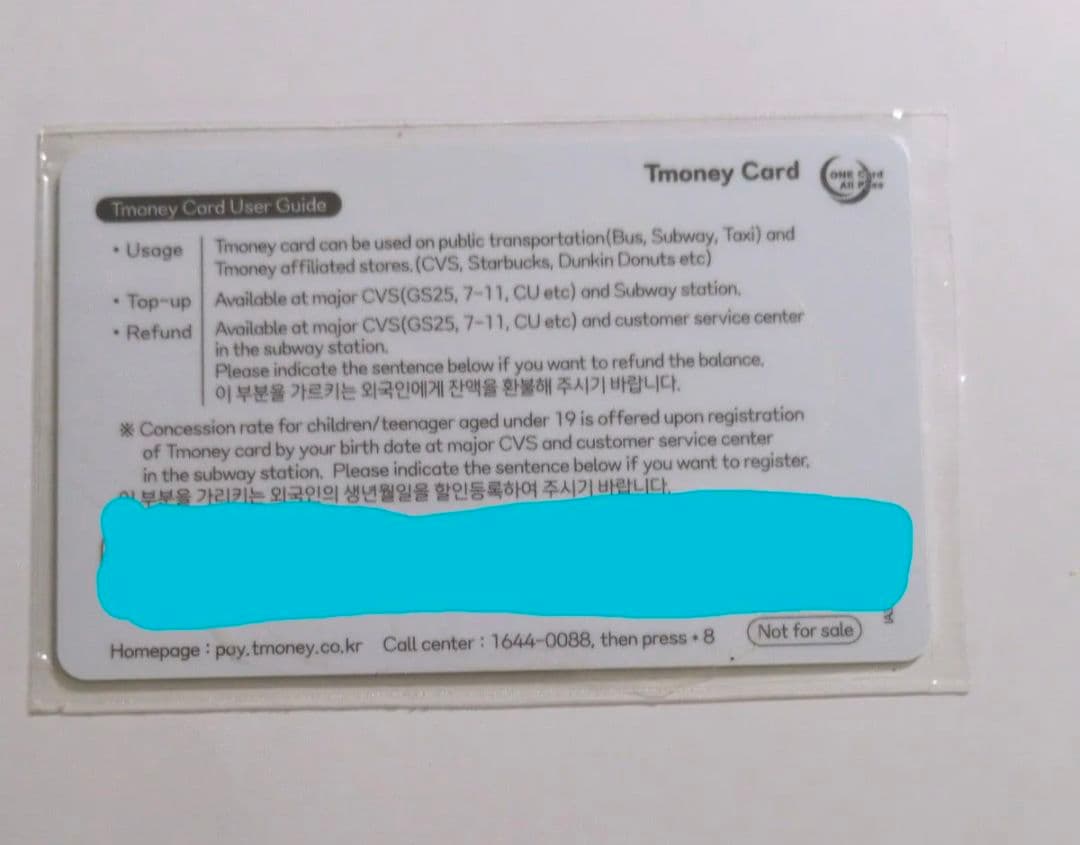 Tmoney Card
ONE Card
All Pass
Tmoney Card User Guide
• Usage
Tmoney card can be used on public transportation(Bus, Subway, Taxi) and
Tmoney affiliated stores.(CVS, Starbucks, Dunkin Donuts etc)
• Top-up
Available at major CVS(GS25, 7-11, CU etc) and Subway station.
• Refund
Available at major CVS(GS25, 7-11, CU etc) and customer service center
in the subway station.
Please indicate the sentence below if you want to refund the balance.
이 부분을 가르키는 외국인에게 잔액을 환불해 주시기 바랍니다.
※ Concession rate for children/teenager aged under 19 is offered upon registration
of Tmoney card by your birth date at major CVS and customer service center
in the subway station. Please indicate the sentence below if you want to register.
이 부분을 가리키는 외국인의 생년월일을 할인등록하여 주시기 바랍니다.
Homepage : pay.tmoney.co.kr Call center : 1644-0088, then press * 8
Not for sale